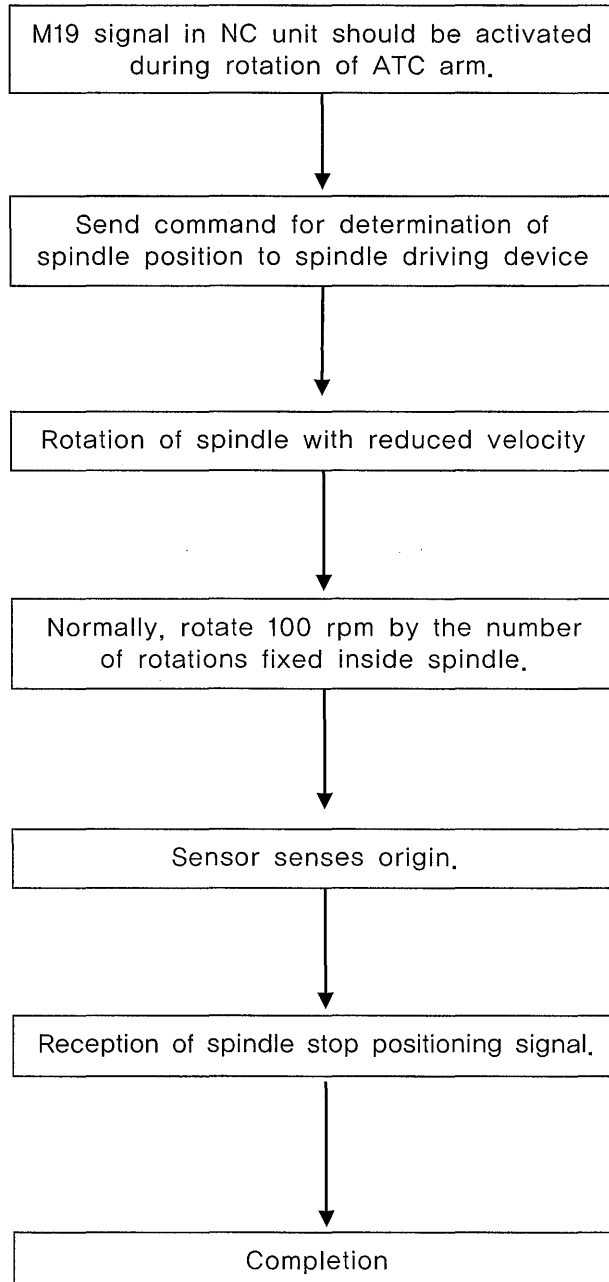 M19 signal in NC unit should be activated
during rotation of ATC arm.
Send command for determination of
spindle position to spindle driving device
Rotation of spindle with reduced velocity
Normally, rotate 100 rpm by the number
of rotations fixed inside spindle.
Sensor senses origin.
Reception of spindle stop positioning signal.
Completion